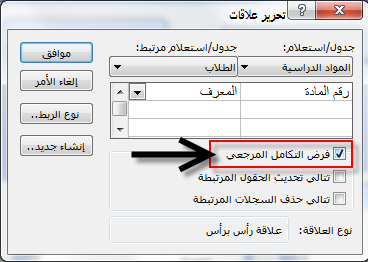 تحرير علاقات
جدول/استعلام:
جدول/استعلام مرتبط:
موافق
المواد الدراسية
الطلاب
إلغاء الأمر
رقم المادة
المعرف
نوع الربط..
إنشاء جديد..
فرض التكامل المرجعي
تتالي تحديث الحقول المرتبطة
تتالي حذف السجلات المرتبطة
نوع العلاقة:
علاقة رأس برأس